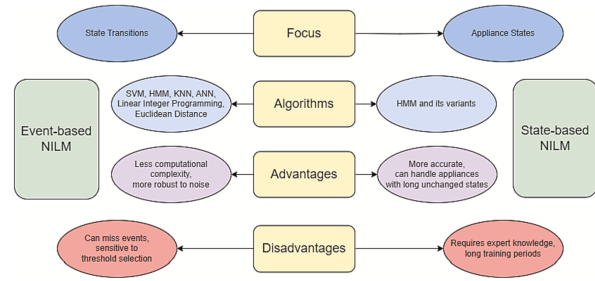 State Transitions
Focus
Appliance States
SVM, HMM, KNN, ANN,
Linear Integer Programming,
Euclidean Distance
Algorithms
HMM and its variants
Event-based
NILM
State-based
NILM
Less computational
complexity,
more robust to noise
Advantages
More accurate,
can handle appliances
with long unchanged states
Can miss events,
sensitive to
threshold selection
Disadvantages
Requires expert knowledge,
long training periods